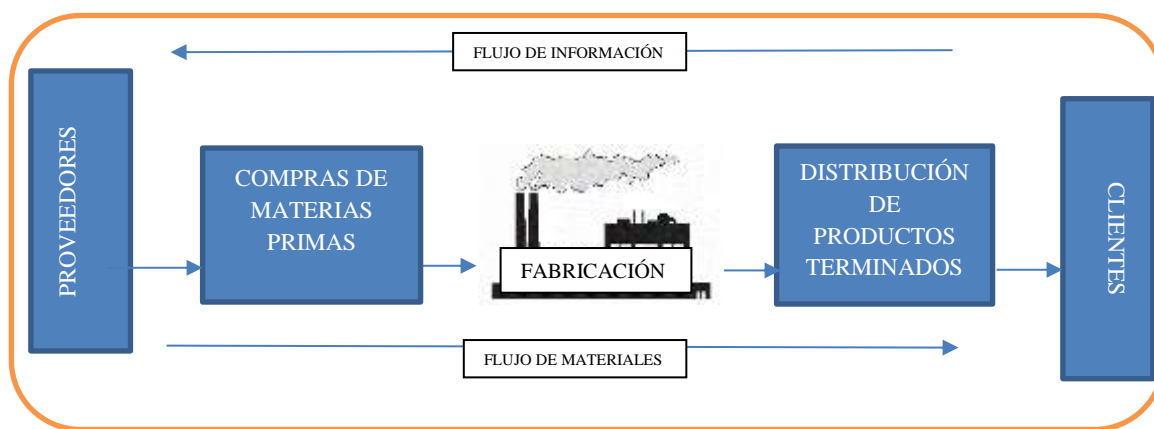 FLUJO DE INFORMACIÓN
PROVEEDORES
COMPRAS DE
MATERIAS
PRIMAS
FABRICACIÓN
DISTRIBUCIÓN
DE
PRODUCTOS
TERMINADOS
CLIENTES
FLUJO DE MATERIALES